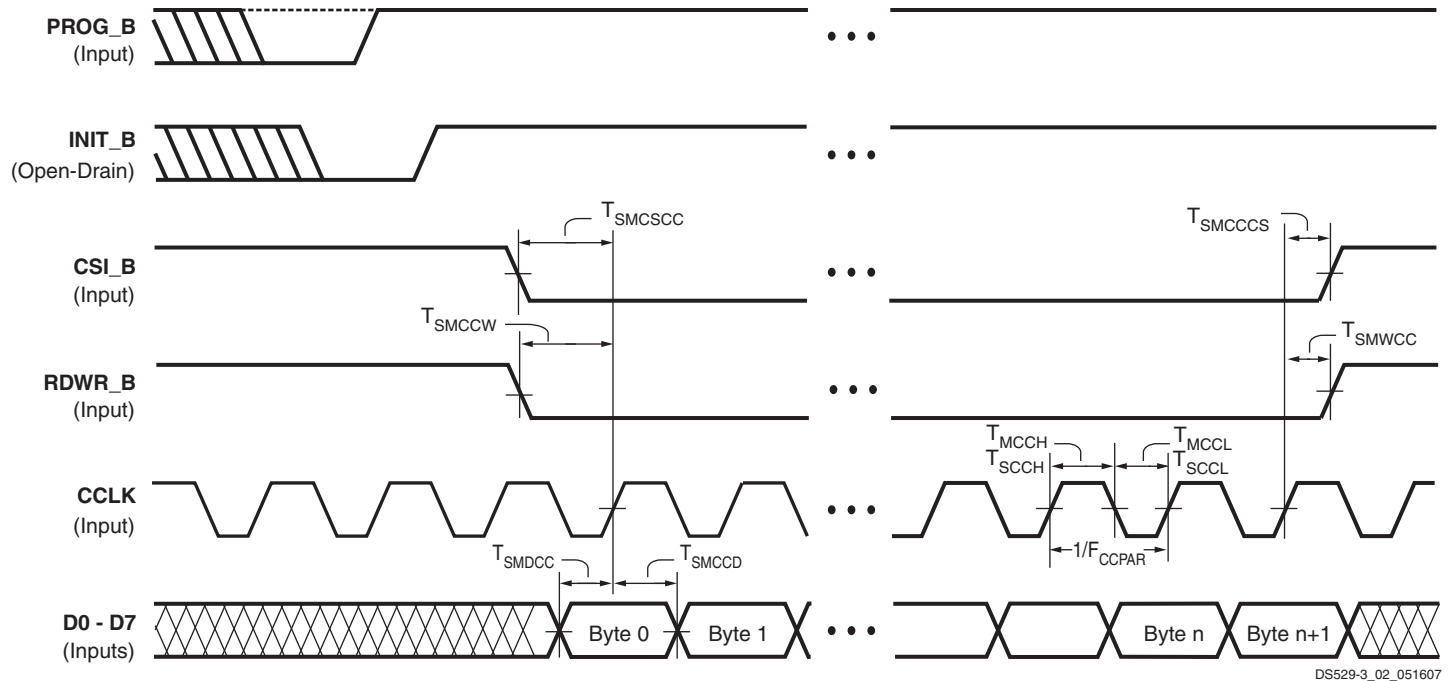 PROG_B
(Input)
INIT_B
(Open-Drain)
T_SMCSCC
T_SMCCCS
CSI_B
(Input)
T_SMCCW
T_SMWCC
RDWR_B
(Input)
T_MCCH
T_SCCH
T_MCCL
T_SCCL
CCLK
(Input)
1/F_CCPAR
T_SMDCC
T_SMCCD
D0 - D7
(Inputs)
Byte 0
Byte 1
Byte n
Byte n+1
DS529-3_02_051607